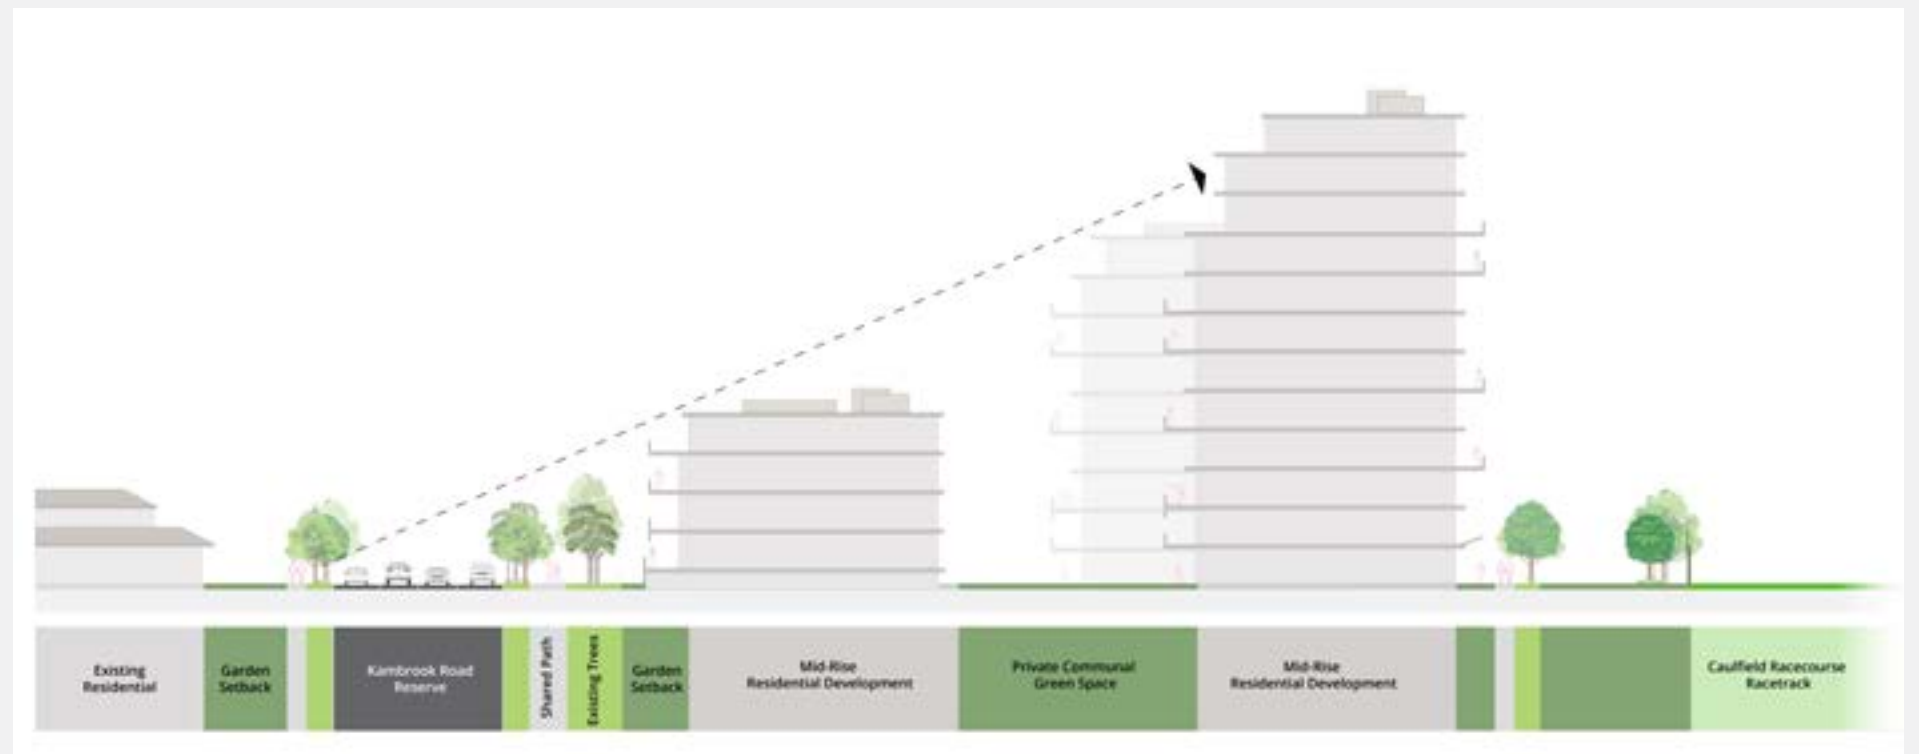 Existing
Residential
Garden
Setback
Kambrook Road
Reserve
Shared Path
Existing Trees
Garden
Setback
Mid-Rise
Residential Development
Private Communal
Green Space
Mid-Rise
Residential Development
Caulfield Racecourse
Racetrack